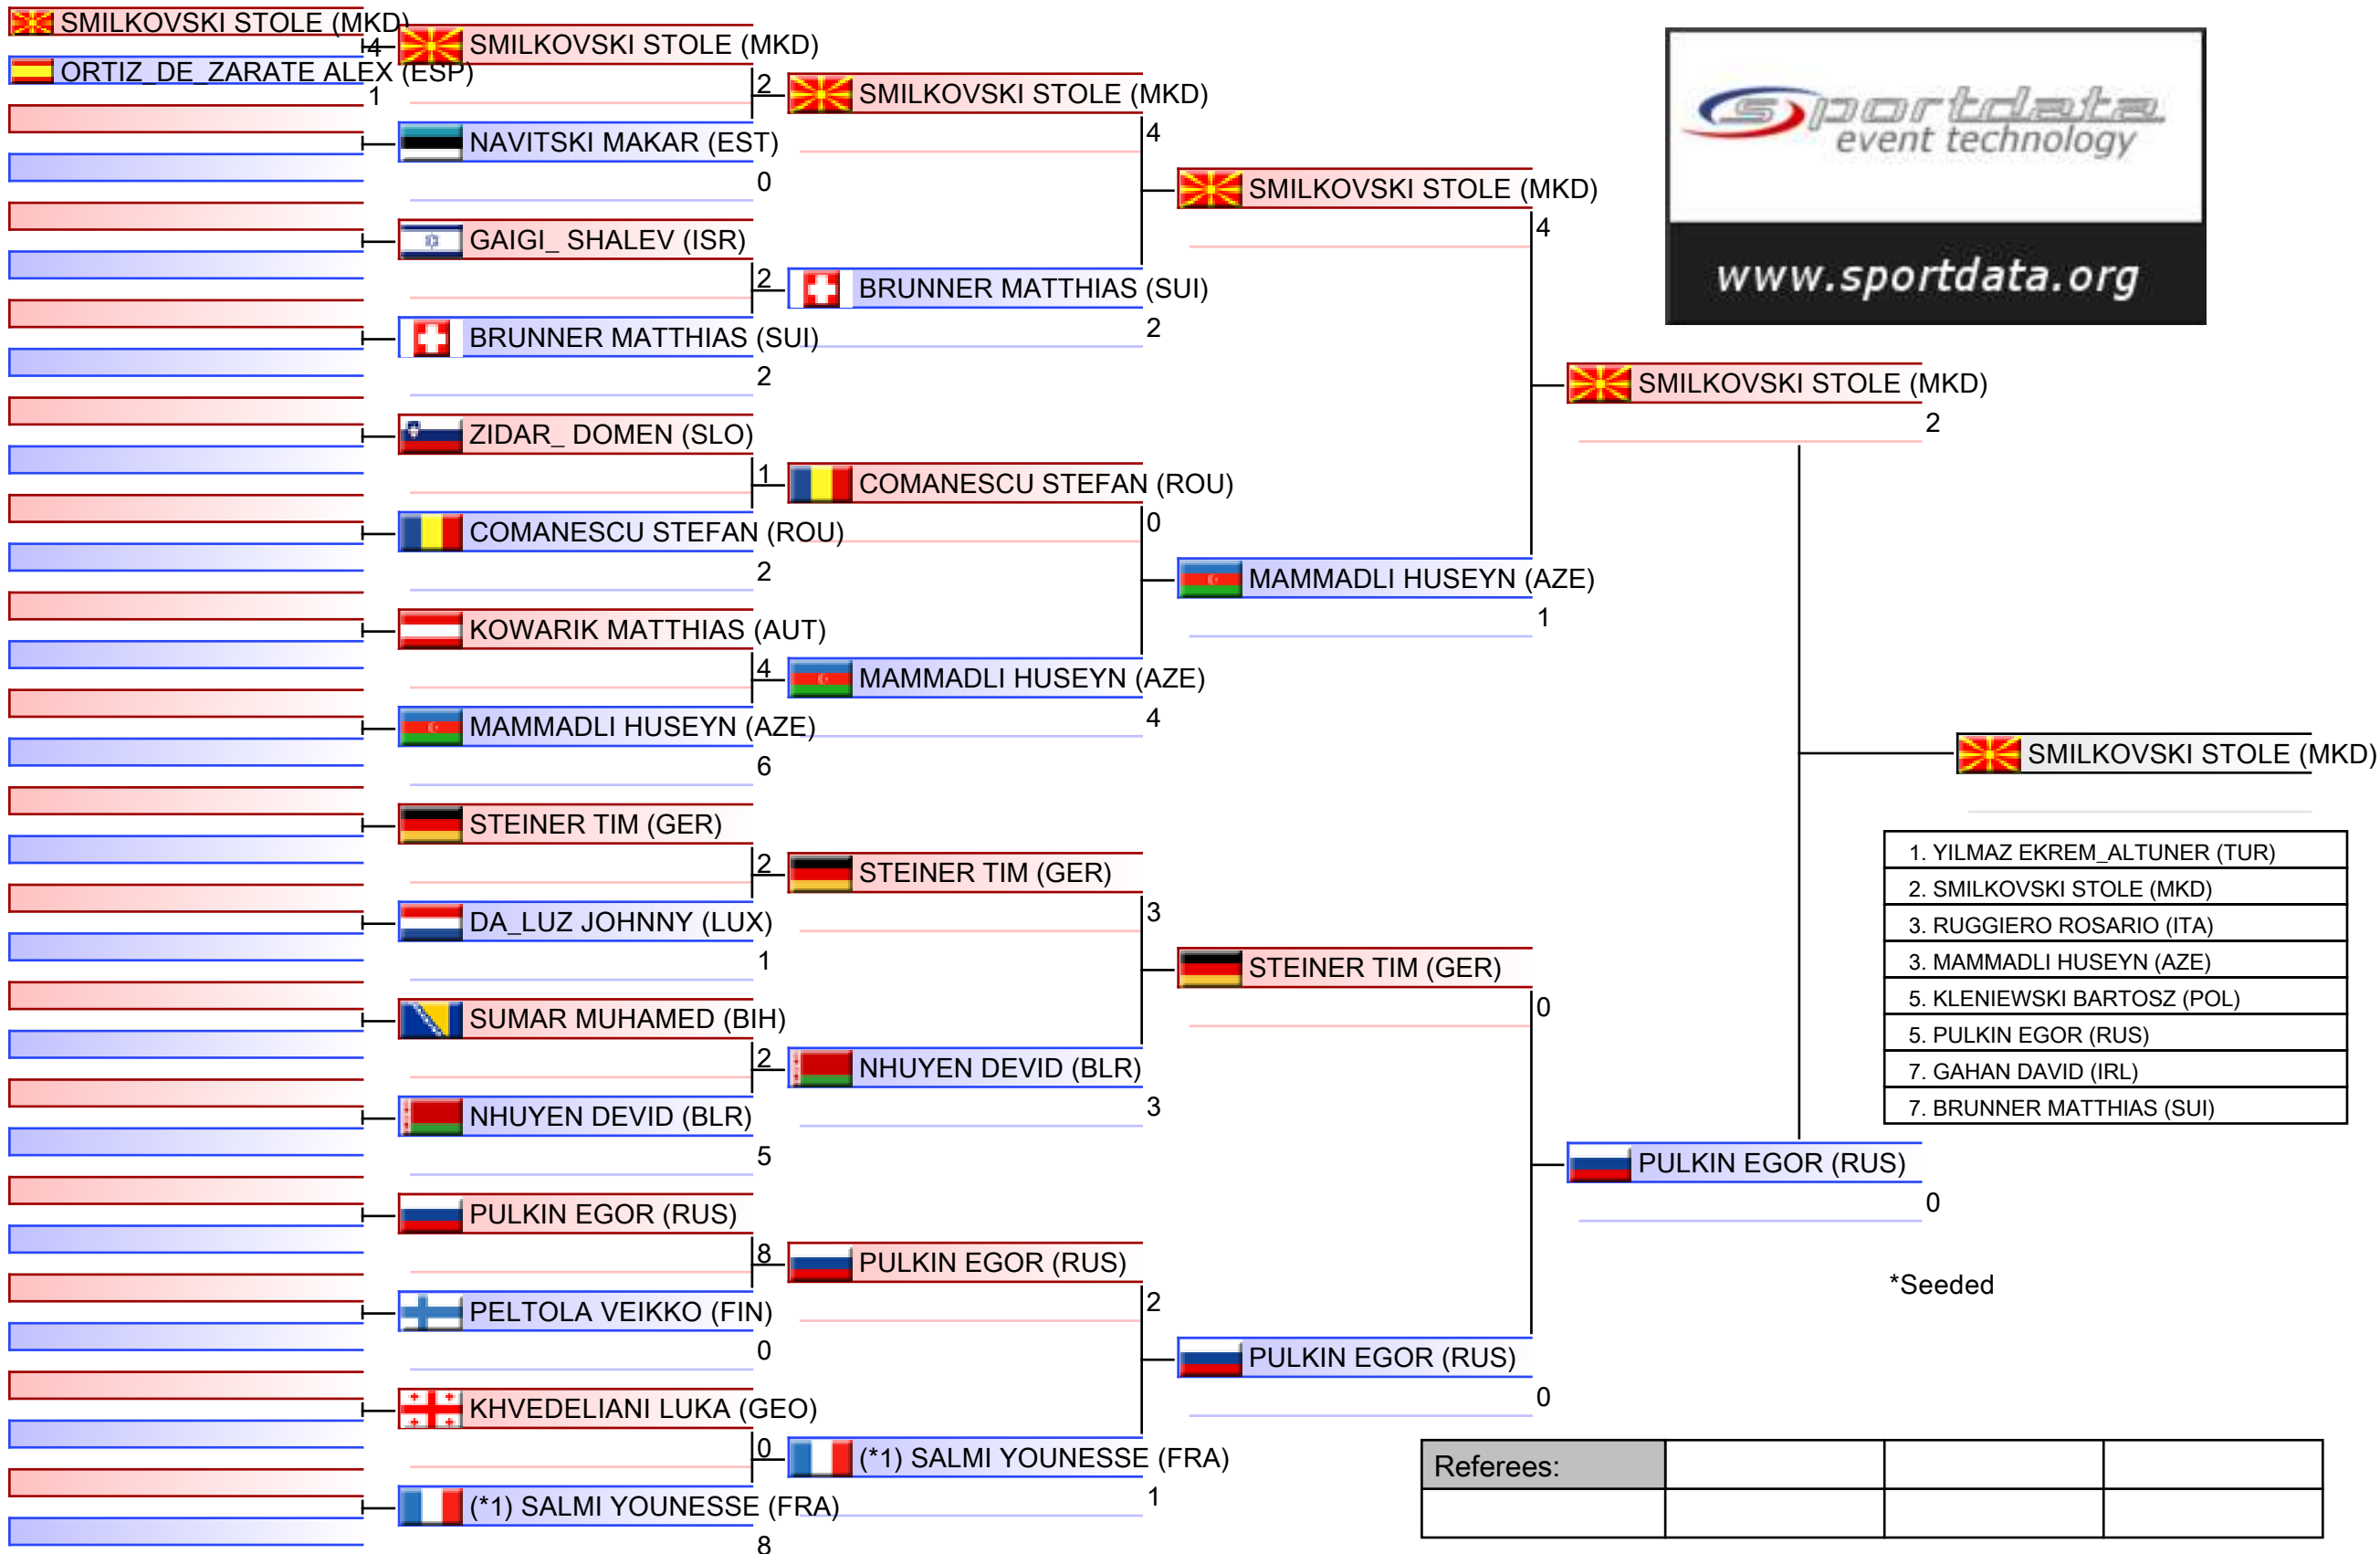 SMILKOVSKI STOLE (MKD)
4
ORTIZ_DE_ZARATE ALEX (ESP)
1
SMILKOVSKI STOLE (MKD)
2
NAVITSKI MAKAR (EST)
0
GAIGI_ SHALEV (ISR)
2
BRUNNER MATTHIAS (SUI)
2
ZIDAR_ DOMEN (SLO)
1
COMANESCU STEFAN (ROU)
2
KOWARIK MATTHIAS (AUT)
4
MAMMADLI HUSEYN (AZE)
6
STEINER TIM (GER)
2
DA_LUZ JOHNNY (LUX)
1
SUMAR MUHAMED (BIH)
2
NHUYEN DEVID (BLR)
5
PULKIN EGOR (RUS)
8
PELTOLA VEIKKO (FIN)
0
KHVEDELIANI LUKA (GEO)
0
(*1) SALMI YOUNESSE (FRA)
8
SMILKOVSKI STOLE (MKD)
4
BRUNNER MATTHIAS (SUI)
2
COMANESCU STEFAN (ROU)
0
MAMMADLI HUSEYN (AZE)
4
STEINER TIM (GER)
3
NHUYEN DEVID (BLR)
3
PULKIN EGOR (RUS)
2
(*1) SALMI YOUNESSE (FRA)
1
SMILKOVSKI STOLE (MKD)
4
MAMMADLI HUSEYN (AZE)
1
STEINER TIM (GER)
0
PULKIN EGOR (RUS)
0
SMILKOVSKI STOLE (MKD)
2
PULKIN EGOR (RUS)
0
SMILKOVSKI STOLE (MKD)
sportdata
event technology
www.sportdata.org
1. YILMAZ EKREM_ALTUNER (TUR)
2. SMILKOVSKI STOLE (MKD)
3. RUGGIERO ROSARIO (ITA)
3. MAMMADLI HUSEYN (AZE)
5. KLENIEWSKI BARTOSZ (POL)
5. PULKIN EGOR (RUS)
7. GAHAN DAVID (IRL)
7. BRUNNER MATTHIAS (SUI)
*Seeded
Referees: